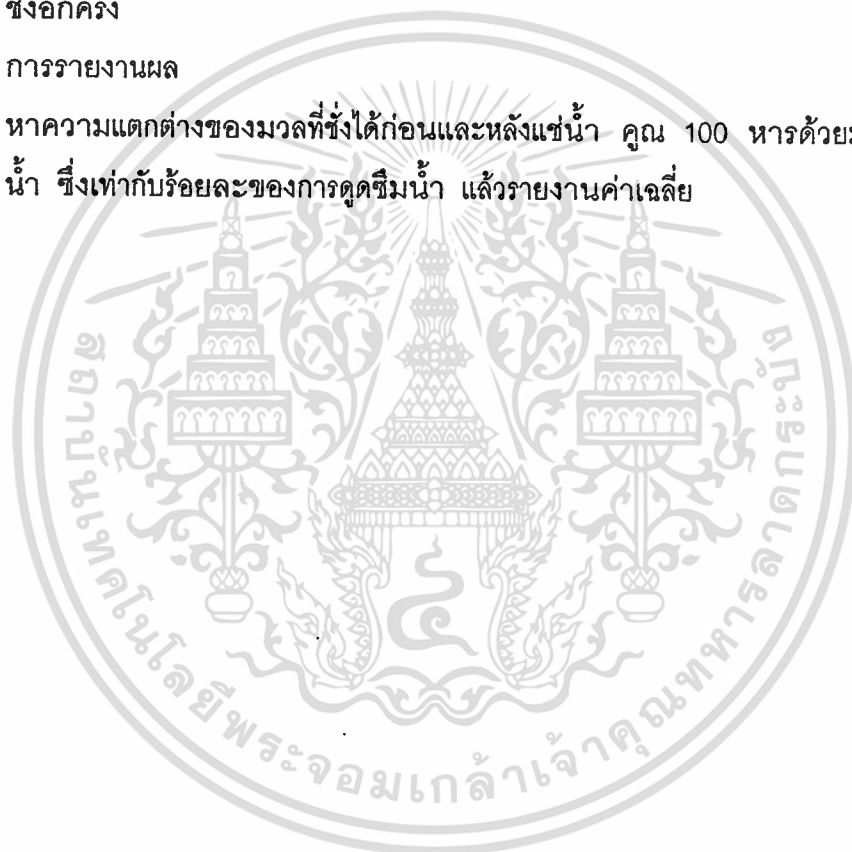 ชั่งอีกครั้ง
การรายงานผล
หาความแตกต่างของมวลที่ชั่งได้ก่อนและหลังแช่น้ำ คูณ 100 หารด้วย
น้ำ ซึ่งเท่ากับร้อยละของการดูดซึมน้ำ แล้วรายงานค่าเฉลี่ย
สถาบันเทคโนโลยีพระจอมเกล้าเจ้าคุณทหารลาดกระบัง